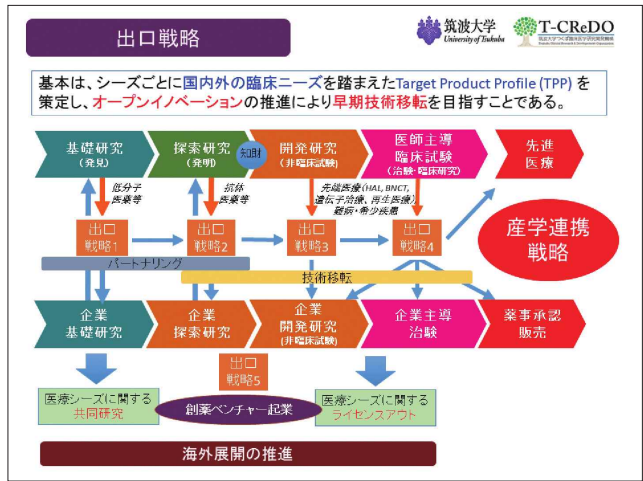 出口戦略
筑波大学
University of Tsukuba
T-CReDO
基本は、シーズごとに国内外の臨床ニーズを踏まえたTarget Product Profile (TPP) を
策定し、オープンイノベーションの推進により早期技術移転を目指すことである。
基礎研究
(発見)
探索研究
(発明)
知財
開発研究
(非臨床試験)
医師主導
臨床試験
(治験・臨床研究)
先進
医療
低分子
医薬等
抗体
医薬等
先端医療(HAL, BNCT,
遺伝子治療、再生医療)、
難病・希少疾患
出口
戦略1
出口
戦略2
出口
戦略3
出口
戦略4
産学連携
戦略
パートナリング
技術移転
企業
基礎研究
企業
探索研究
企業
開発研究
(非臨床試験)
企業主導
治験
薬事承認
販売
出口
戦略5
医療シーズに関する
共同研究
創薬ベンチャー起業
医療シーズに関する
ライセンスアウト
海外展開の推進